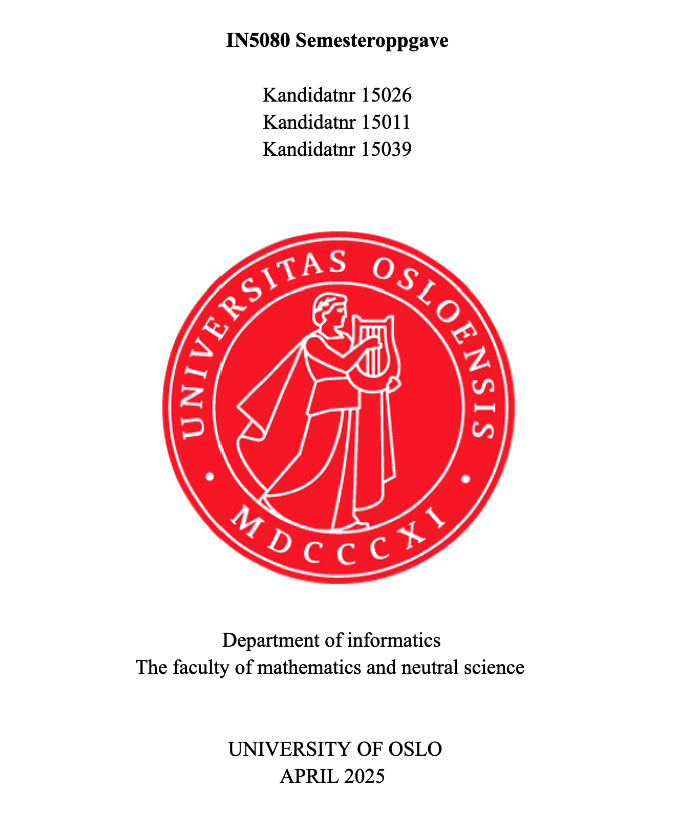 IN5080 Semesteroppgave
Kandidatnr 15026
Kandidatnr 15011
Kandidatnr 15039
UNIVERSITAS OSLOENSIS
MDCCCXI
Department of informatics
The faculty of mathematics and neutral science
UNIVERSITY OF OSLO
APRIL 2025